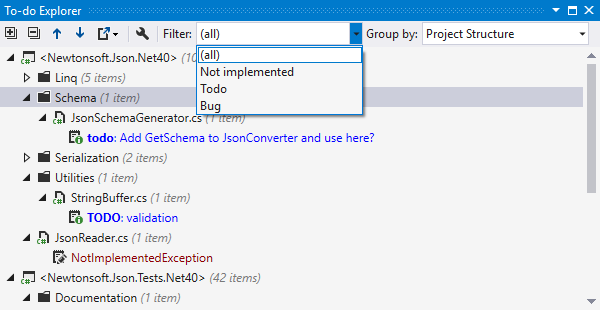 To-do Explorer
Filter: (all) Group by: Project Structure
(all)
Not implemented
Todo
Bug
<Newtonsoft.Json.Net40>
Linq (5 items)
Schema (1 item)
JsonSchemaGenerator.cs (1 item)
todo: Add GetSchema to JsonConverter and use here?
Serialization (2 items)
Utilities (1 item)
StringBuffer.cs (1 item)
TODO: validation
JsonReader.cs (1 item)
NotImplementedException
<Newtonsoft.Json.Tests.Net40> (42 items)
Documentation (1 item)